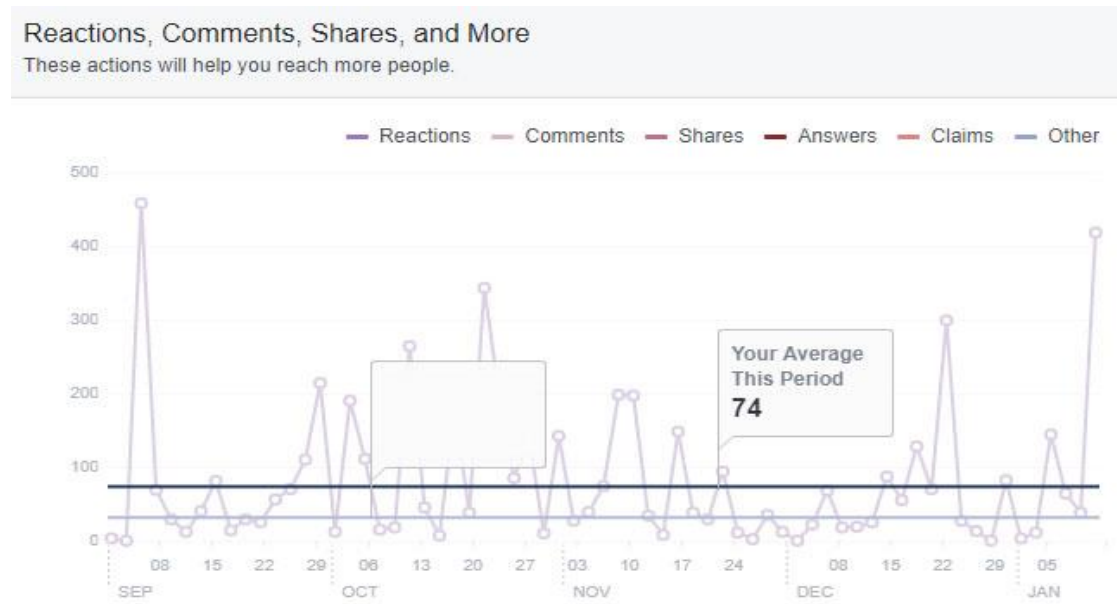 Reactions, Comments, Shares, and More
These actions will help you reach more people.
Reactions Comments Shares Answers Claims Other
500
400
300
200
100
0
Your Average
This Period
74
08 15 22 29 06 13 20 27 03 10 17 24 08 15 22 29 05
SEP OCT NOV DEC JAN